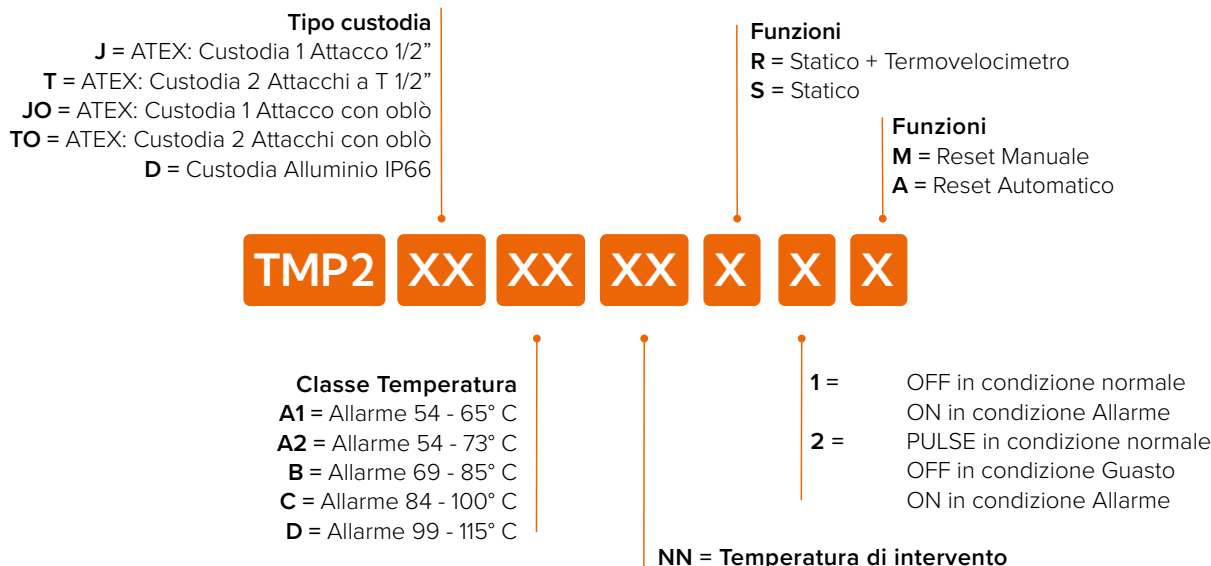 Tipo custodia
J = ATEX: Custodia 1 Attacco 1/2”
T = ATEX: Custodia 2 Attacchi a T 1/2”
JO = ATEX: Custodia 1 Attacco con oblò
TO = ATEX: Custodia 2 Attacchi con oblò
D = Custodia Alluminio IP66
Funzioni
R = Statico + Termovelocimetro
S = Statico
Funzioni
M = Reset Manuale
A = Reset Automatico
TMP2 XX XX XX X X X
Classe Temperatura
A1 = Allarme 54 - 65° C
A2 = Allarme 54 - 73° C
B = Allarme 69 - 85° C
C = Allarme 84 - 100° C
D = Allarme 99 - 115° C
1 = OFF in condizione normale
ON in condizione Allarme
2 = PULSE in condizione normale
OFF in condizione Guasto
ON in condizione Allarme
NN = Temperatura di intervento